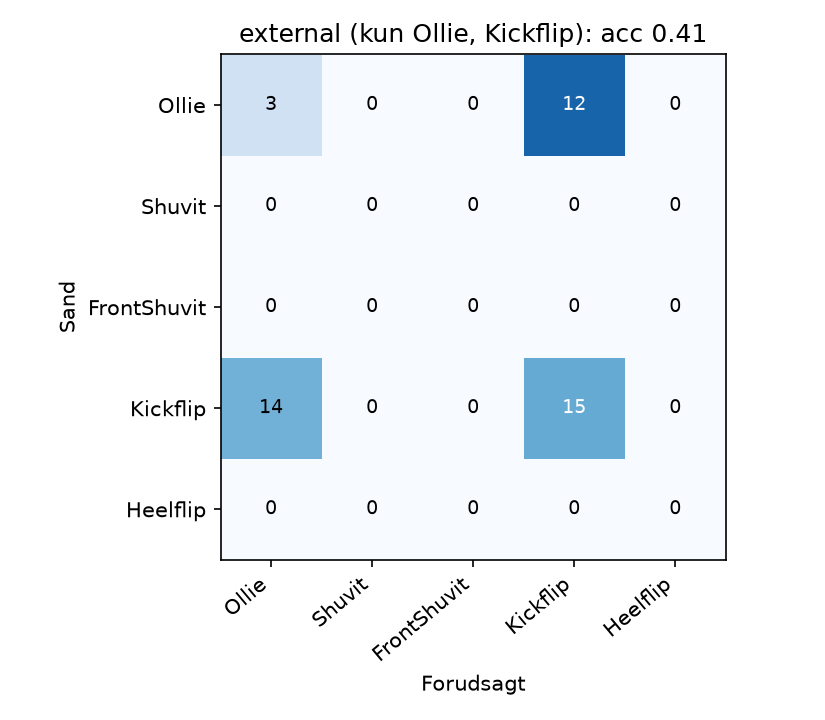 external (kun Ollie, Kickflip): acc 0.41
Ollie 3 0 0 12 0
Shuvit 0 0 0 0 0
Sand
FrontShuvit 0 0 0 0 0
Kickflip 14 0 0 15 0
Heelflip 0 0 0 0 0
Ollie Shuvit FrontShuvit Kickflip Heelflip
Forudsagt